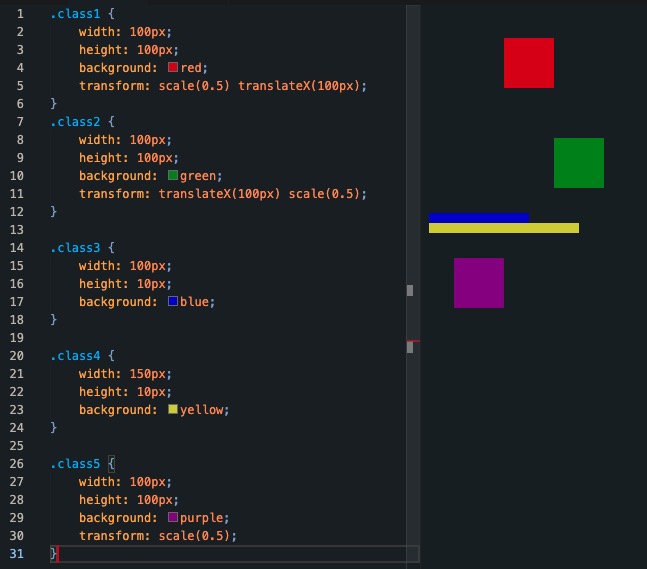 1 .class1 {
2 width: 100px;
3 height: 100px;
4 background: red;
5 transform: scale(0.5) translateX(100px);
6 }
7 .class2 {
8 width: 100px;
9 height: 100px;
10 background: green;
11 transform: translateX(100px) scale(0.5);
12 }
13
14 .class3 {
15 width: 100px;
16 height: 10px;
17 background: blue;
18 }
19
20 .class4 {
21 width: 150px;
22 height: 10px;
23 background: yellow;
24 }
25
26 .class5 {
27 width: 100px;
28 height: 100px;
29 background: purple;
30 transform: scale(0.5);
31 }